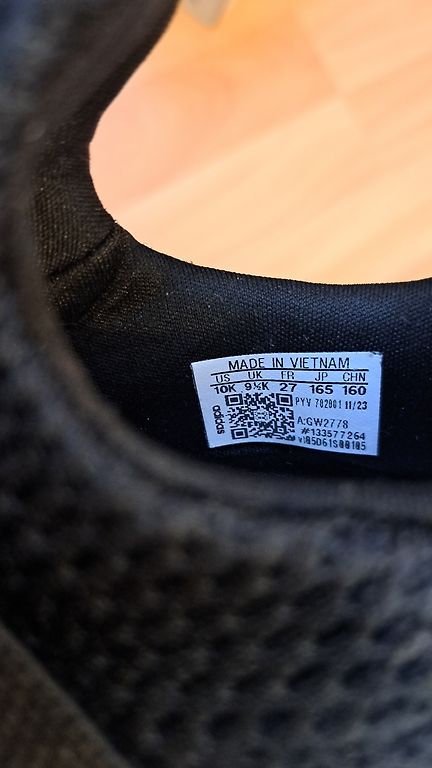 MADE IN VIETNAM
US UK FR JP CHN
10K 9½K 27 165 160
PYV 702001 11/23
adidas
A:GW2778
#133577264